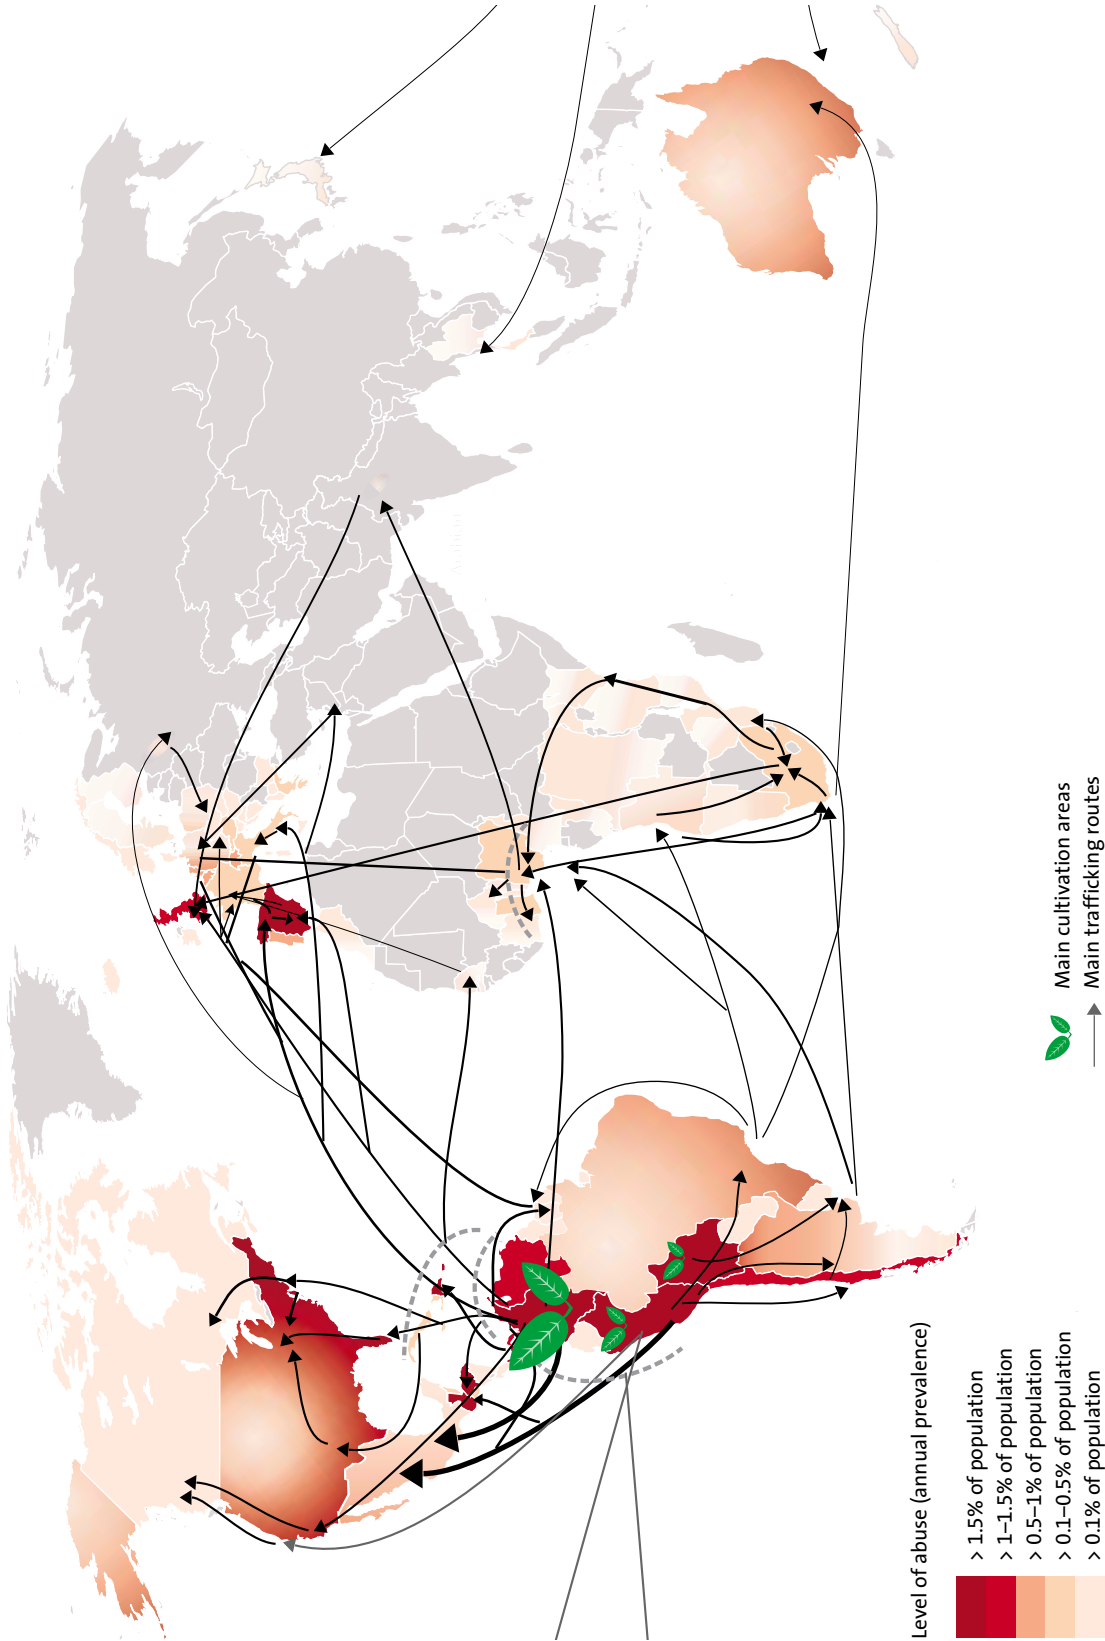 Level of abuse (annual prevalence)
> 1.5% of population
> 1–1.5% of population
> 0.5–1% of population
> 0.1–0.5% of population
> 0.1% of population
Main cultivation areas
Main trafficking routes